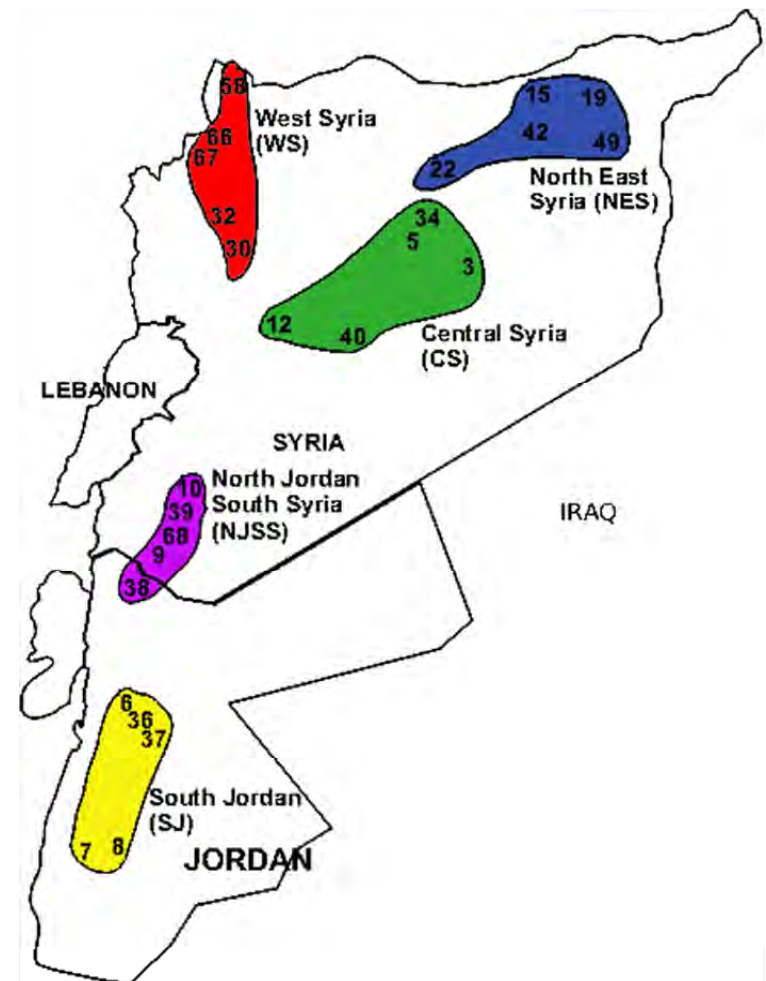 58
West Syria
(WS)
66
67
32
30
15
19
42
49
22
North East
Syria (NES)
34
5
3
12
40
Central Syria
(CS)
LEBANON
SYRIA
North Jordan
South Syria
(NJSS)
10
39
68
9
38
IRAQ
6
36
37
South Jordan
(SJ)
7
8
JORDAN